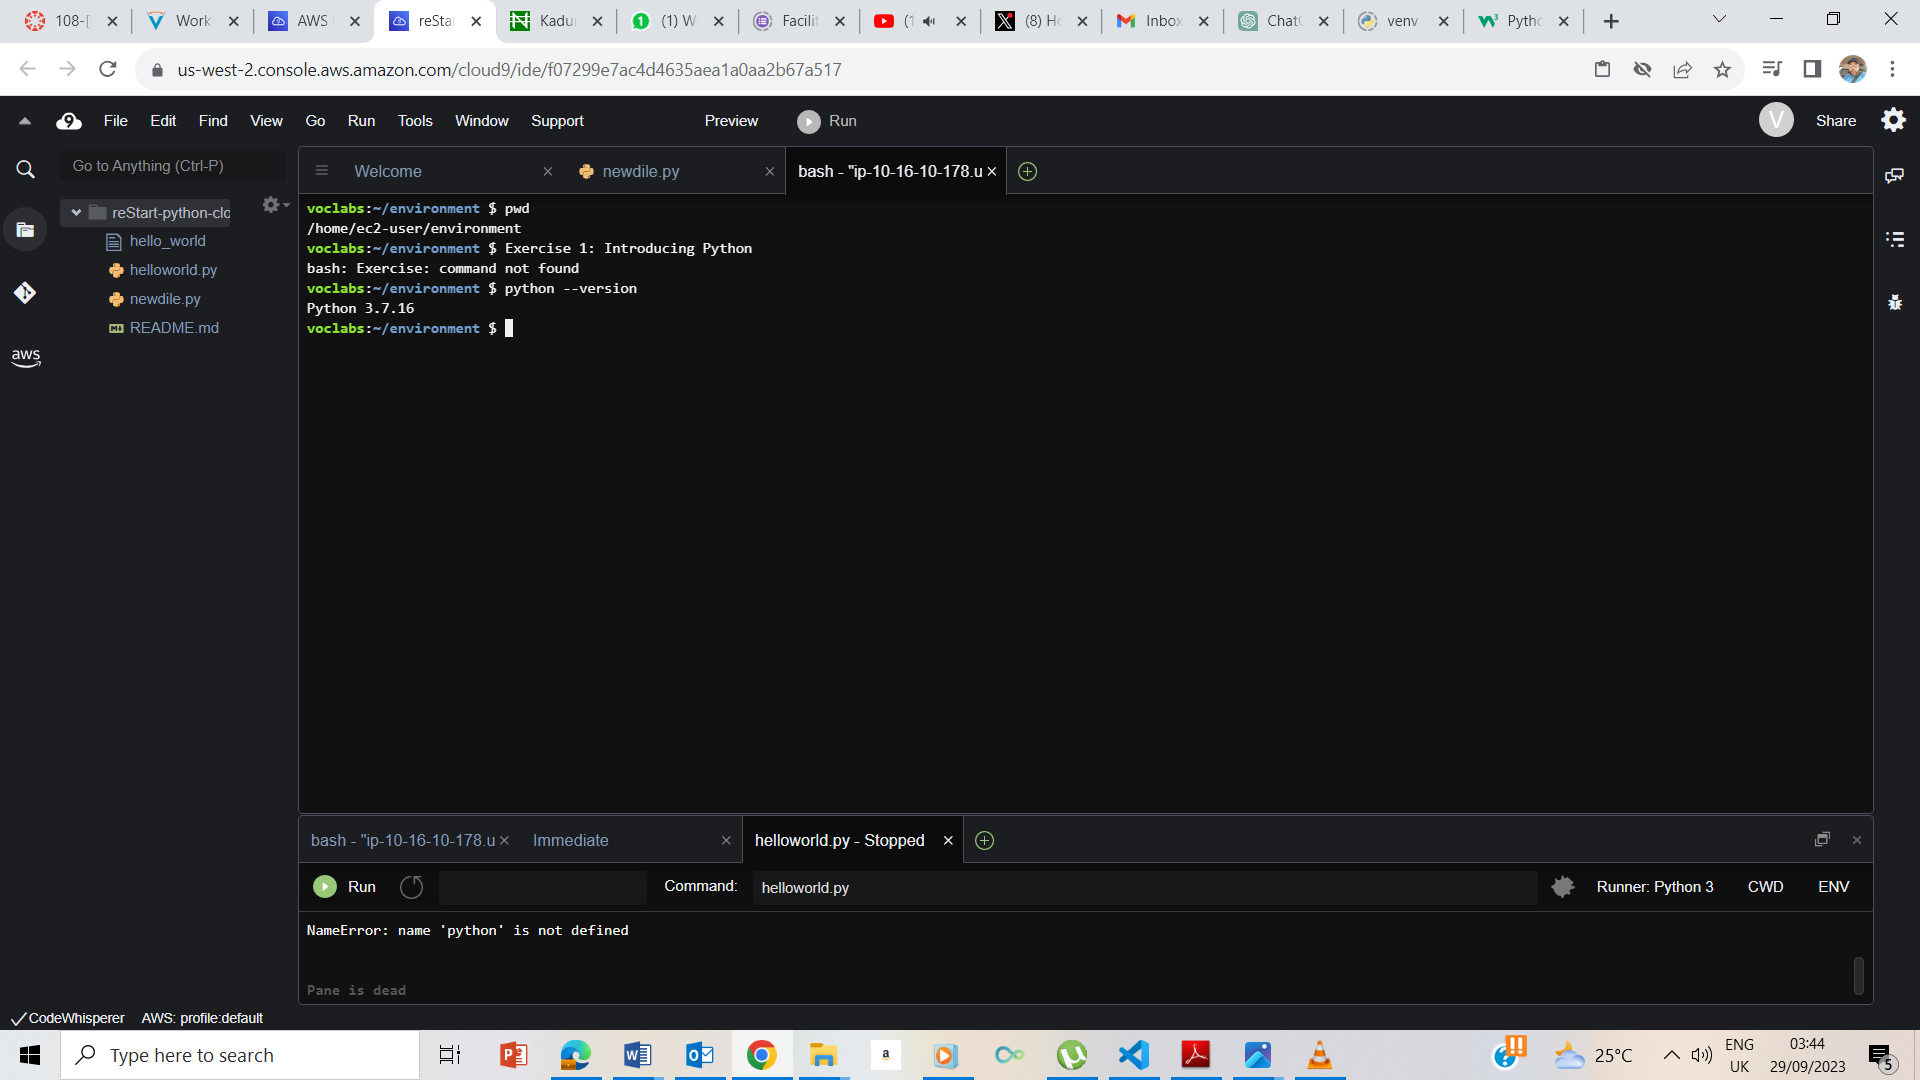 108-[
Work
AWS
reStar
Kadu
(1) W
Facilit
(1
(8) Ho
Inbox
Chat
venv
Pytho
us-west-2.console.aws.amazon.com/cloud9/ide/f07299e7ac4d4635aea1a0aa2b67a517
File Edit Find View Go Run Tools Window Support Preview Run
V Share
Go to Anything (Ctrl-P)
reStart-python-clo
hello_world
helloworld.py
newdile.py
README.md
aws
Welcome
newdile.py
bash - "ip-10-16-10-178.u
voclabs:~/environment $ pwd
/home/ec2-user/environment
voclabs:~/environment $ Exercise 1: Introducing Python
bash: Exercise: command not found
voclabs:~/environment $ python --version
Python 3.7.16
voclabs:~/environment $
bash - "ip-10-16-10-178.u
Immediate
helloworld.py - Stopped
Run
Command:
helloworld.py
Runner: Python 3
CWD
ENV
NameError: name 'python' is not defined
Pane is dead
CodeWhisperer AWS: profile:default
Type here to search
25°C
ENG
UK
03:44
29/09/2023
5